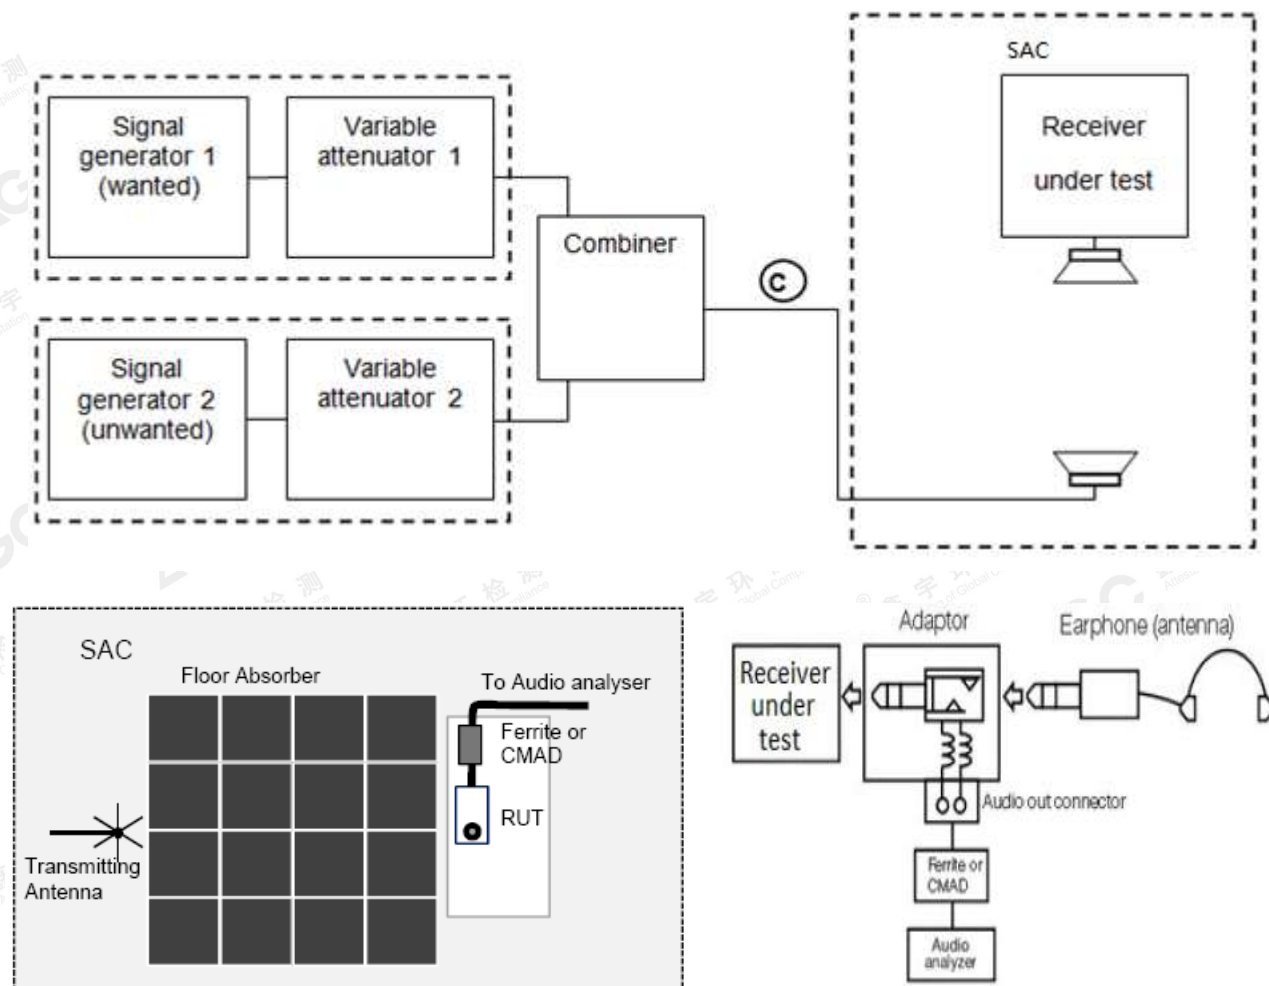 SAC
Signal
generator 1
(wanted)
Variable
attenuator 1
Receiver
under test
Combiner
C
Signal
generator 2
(unwanted)
Variable
attenuator 2
SAC
Floor Absorber
To Audio analyser
Ferrite or
CMAD
RUT
Transmitting
Antenna
Adaptor
Earphone (antenna)
Receiver
under
test
Audio out connector
Ferrite or
CMAD
Audio
analyzer